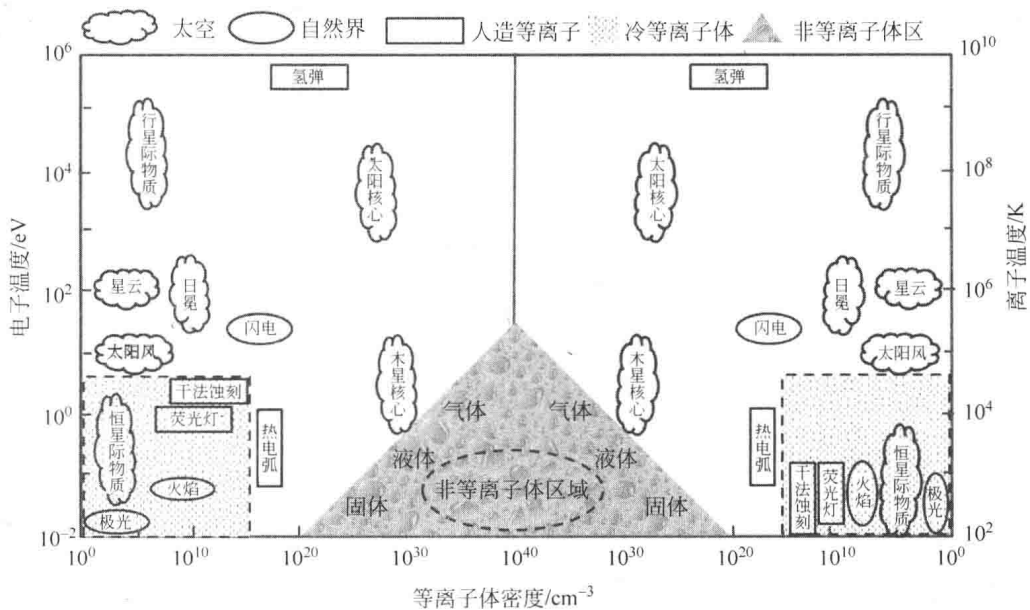 太空 自然界 人造等离子 冷等离子体 非等离子体区
10⁶
10⁴
10²
10⁰
10⁻²
电子温度/eV
10¹⁰
10⁸
10⁶
10⁴
10²
离子温度/K
氢弹
氢弹
行星际物质
太阳核心
太阳核心
行星际物质
星云
日冕
闪电
闪电
日冕
星云
太阳风
木星核心
木星核心
太阳风
干法蚀刻
荧光灯
恒星际物质
火焰
极光
热电弧
气体 气体
液体 液体
非等离子体区域
固体 固体
热电弧
干法蚀刻
荧光灯
火焰
恒星际物质
极光
10⁰ 10¹⁰ 10²⁰ 10⁴⁰ 10³⁰ 10²⁰ 10¹⁰ 10⁰
等离子体密度/cm⁻³